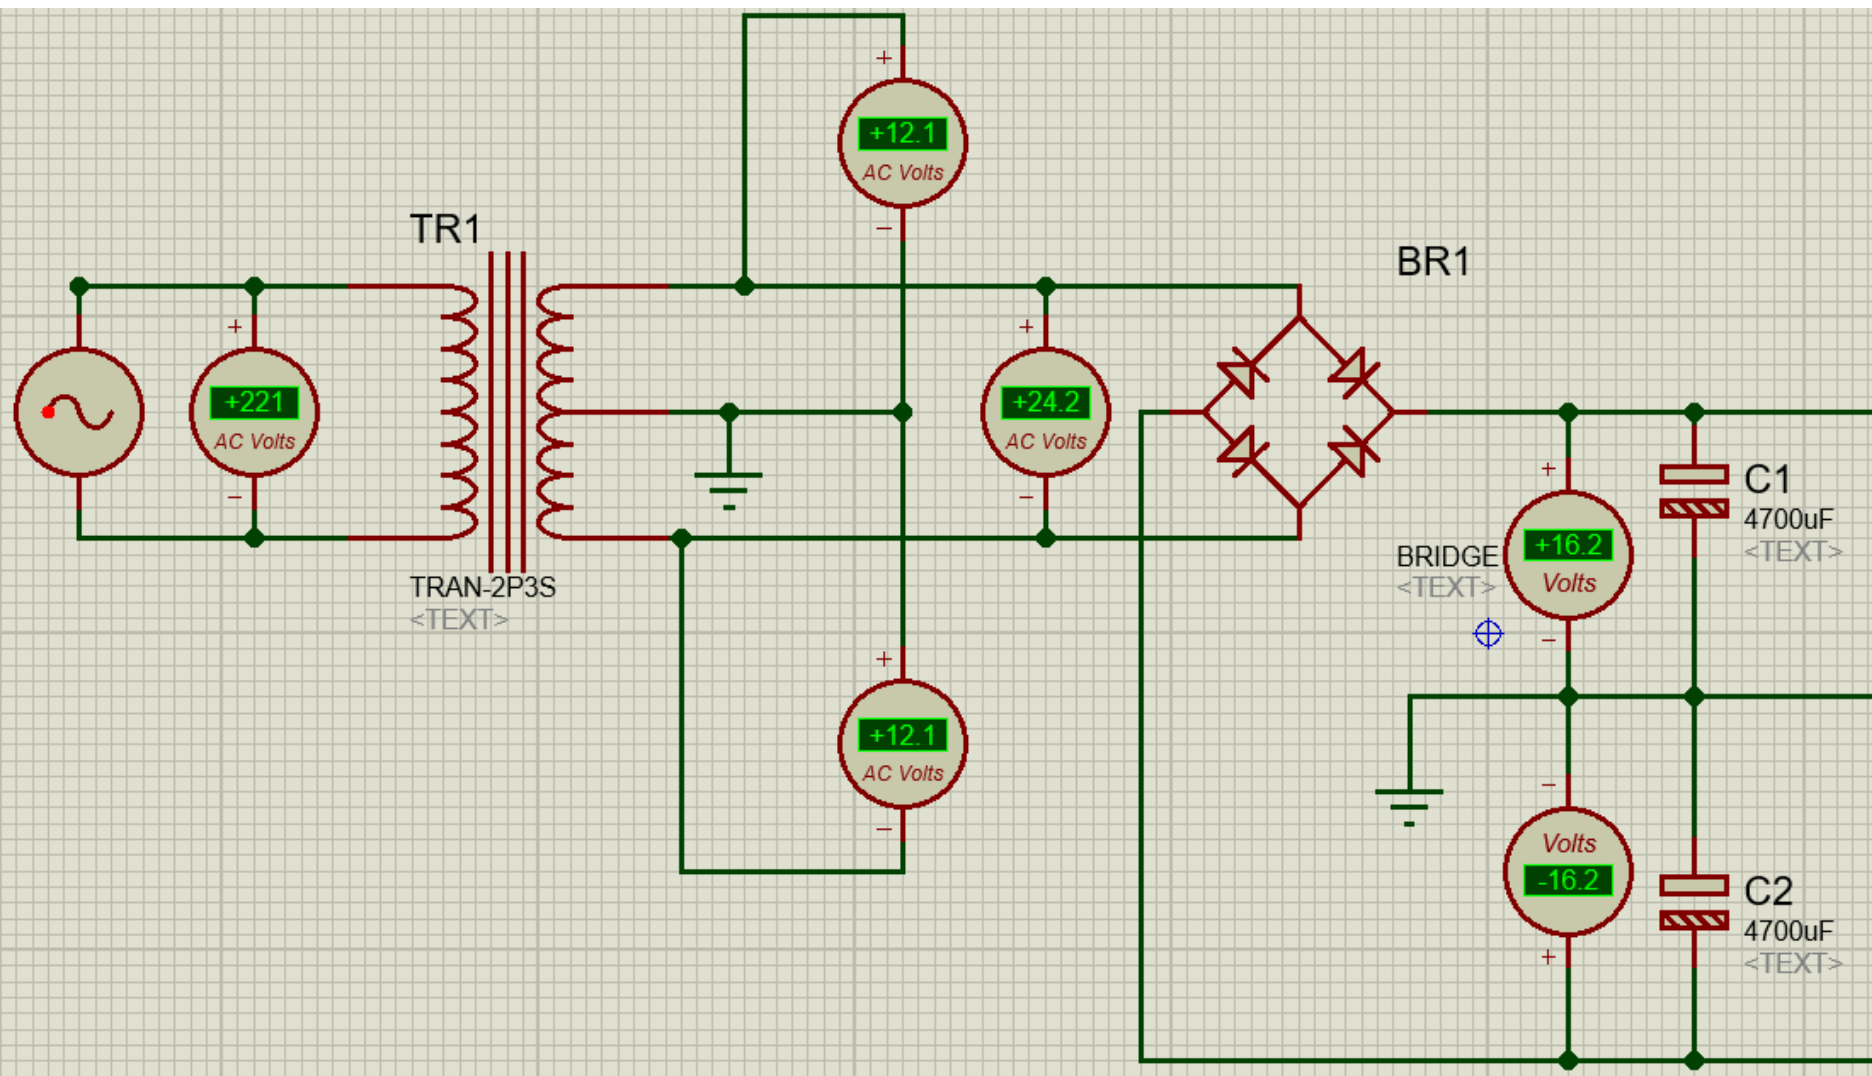 +
+12.1
AC Volts
−
TR1
BR1
+
+221
AC Volts
−
+
+24.2
AC Volts
−
+
+16.2
Volts
−
C1
4700uF
<TEXT>
BRIDGE
<TEXT>
TRAN-2P3S
<TEXT>
+
+12.1
AC Volts
−
−
Volts
-16.2
+
C2
4700uF
<TEXT>